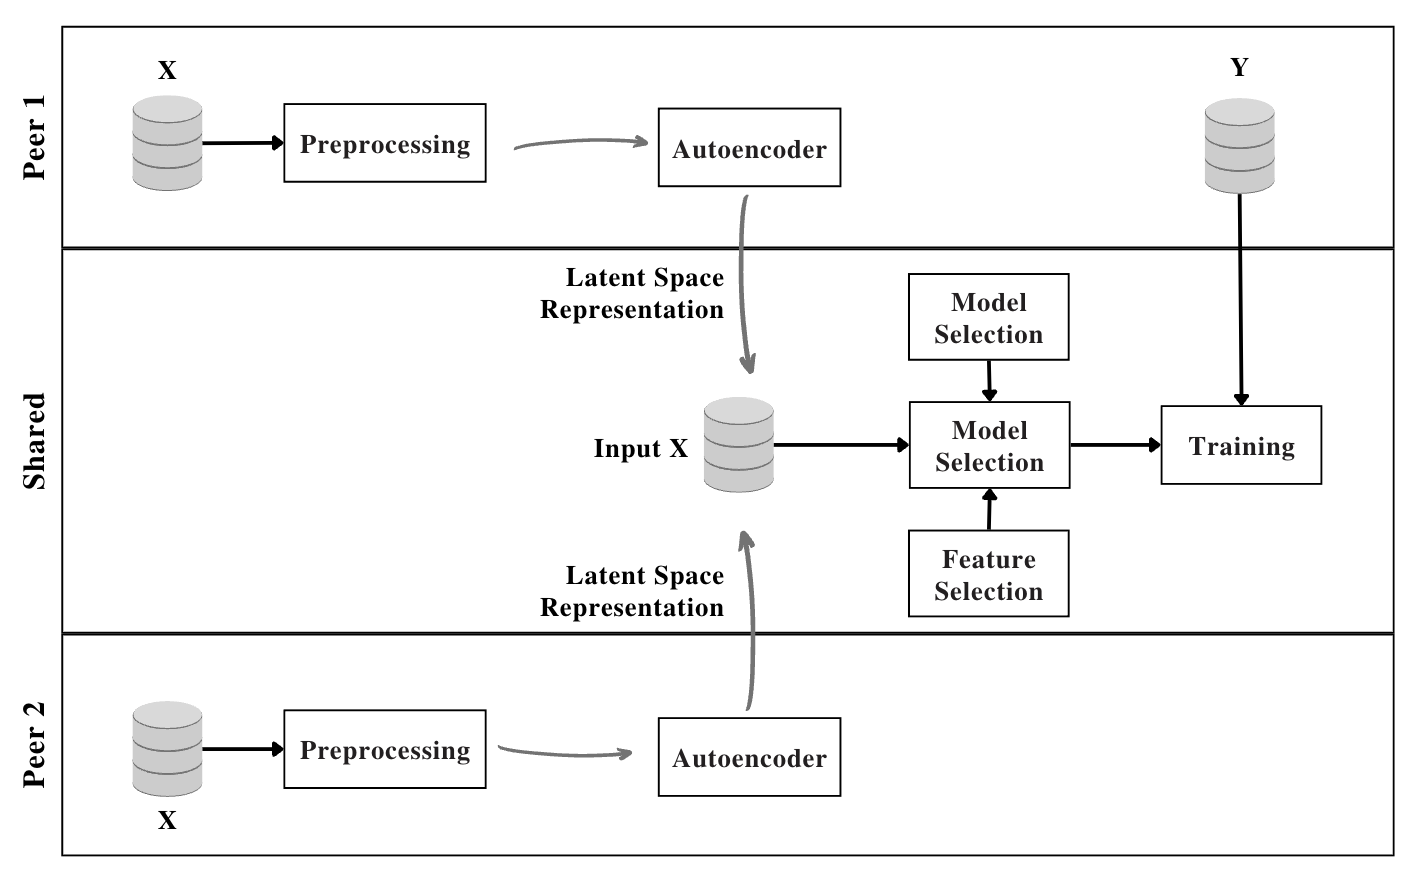 Peer 1
X
Preprocessing
Autoencoder
Y
Shared
Latent Space
Representation
Model
Selection
Input X
Model
Selection
Training
Latent Space
Representation
Feature
Selection
Peer 2
Preprocessing
Autoencoder
X